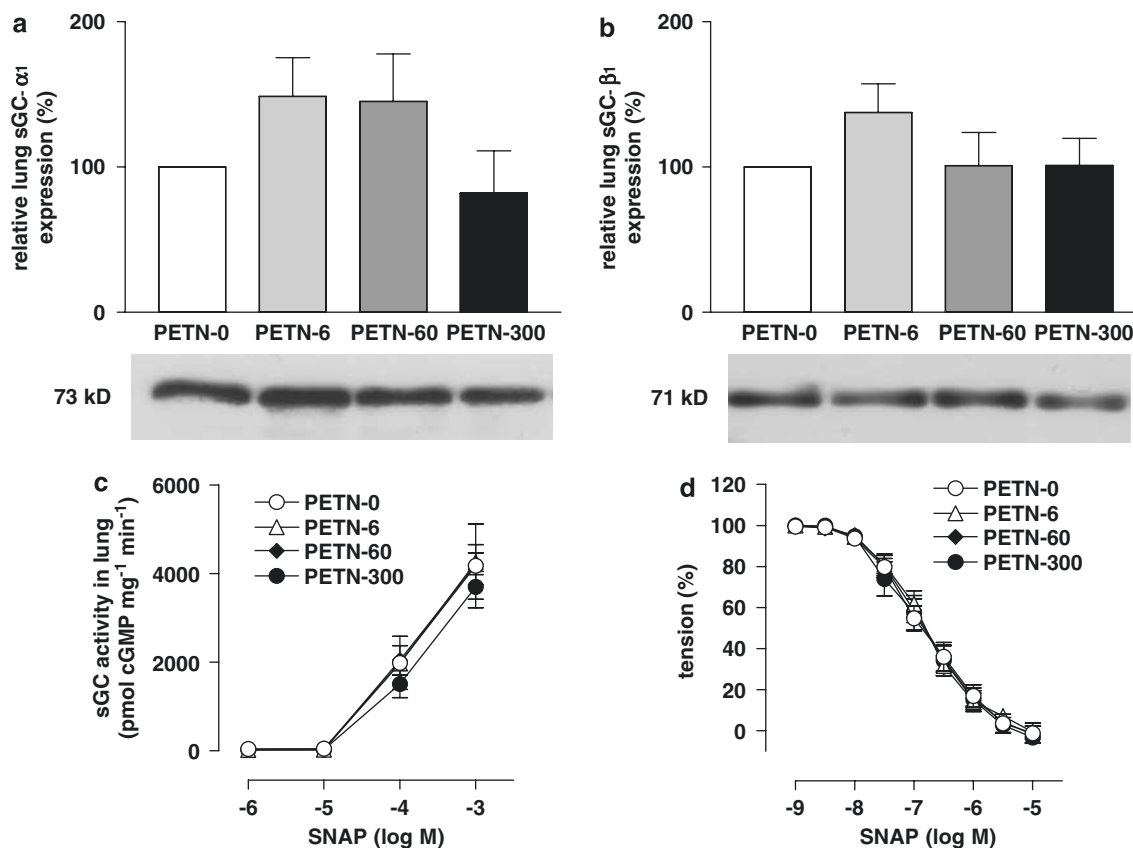 a
relative lung sGC-α1
expression (%)
200
100
0
PETN-0 PETN-6 PETN-60 PETN-300
73 kD
b
relative lung sGC-β1
expression (%)
200
100
0
PETN-0 PETN-6 PETN-60 PETN-300
71 kD
c
sGC activity in lung
(pmol cGMP mg⁻¹ min⁻¹)
6000
4000
2000
0
PETN-0
PETN-6
PETN-60
PETN-300
-6 -5 -4 -3
SNAP (log M)
d
tension (%)
120
100
80
60
40
20
0
PETN-0
PETN-6
PETN-60
PETN-300
-9 -8 -7 -6 -5
SNAP (log M)